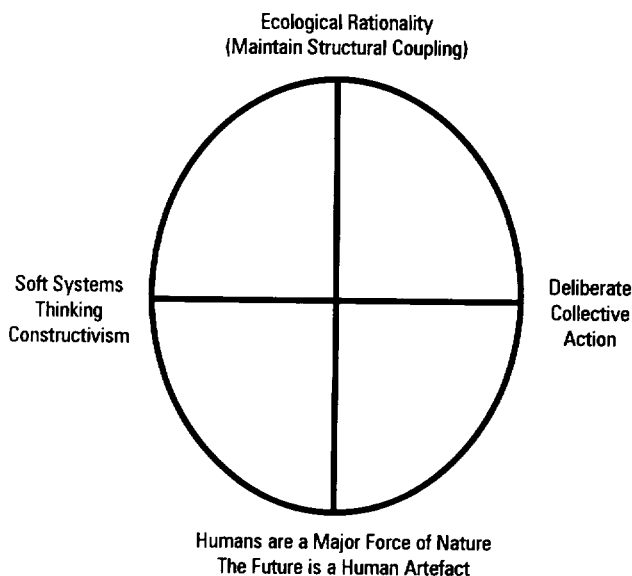 Ecological Rationality
(Maintain Structural Coupling)
Soft Systems
Thinking
Constructivism
Deliberate
Collective
Action
Humans are a Major Force of Nature
The Future is a Human Artefact